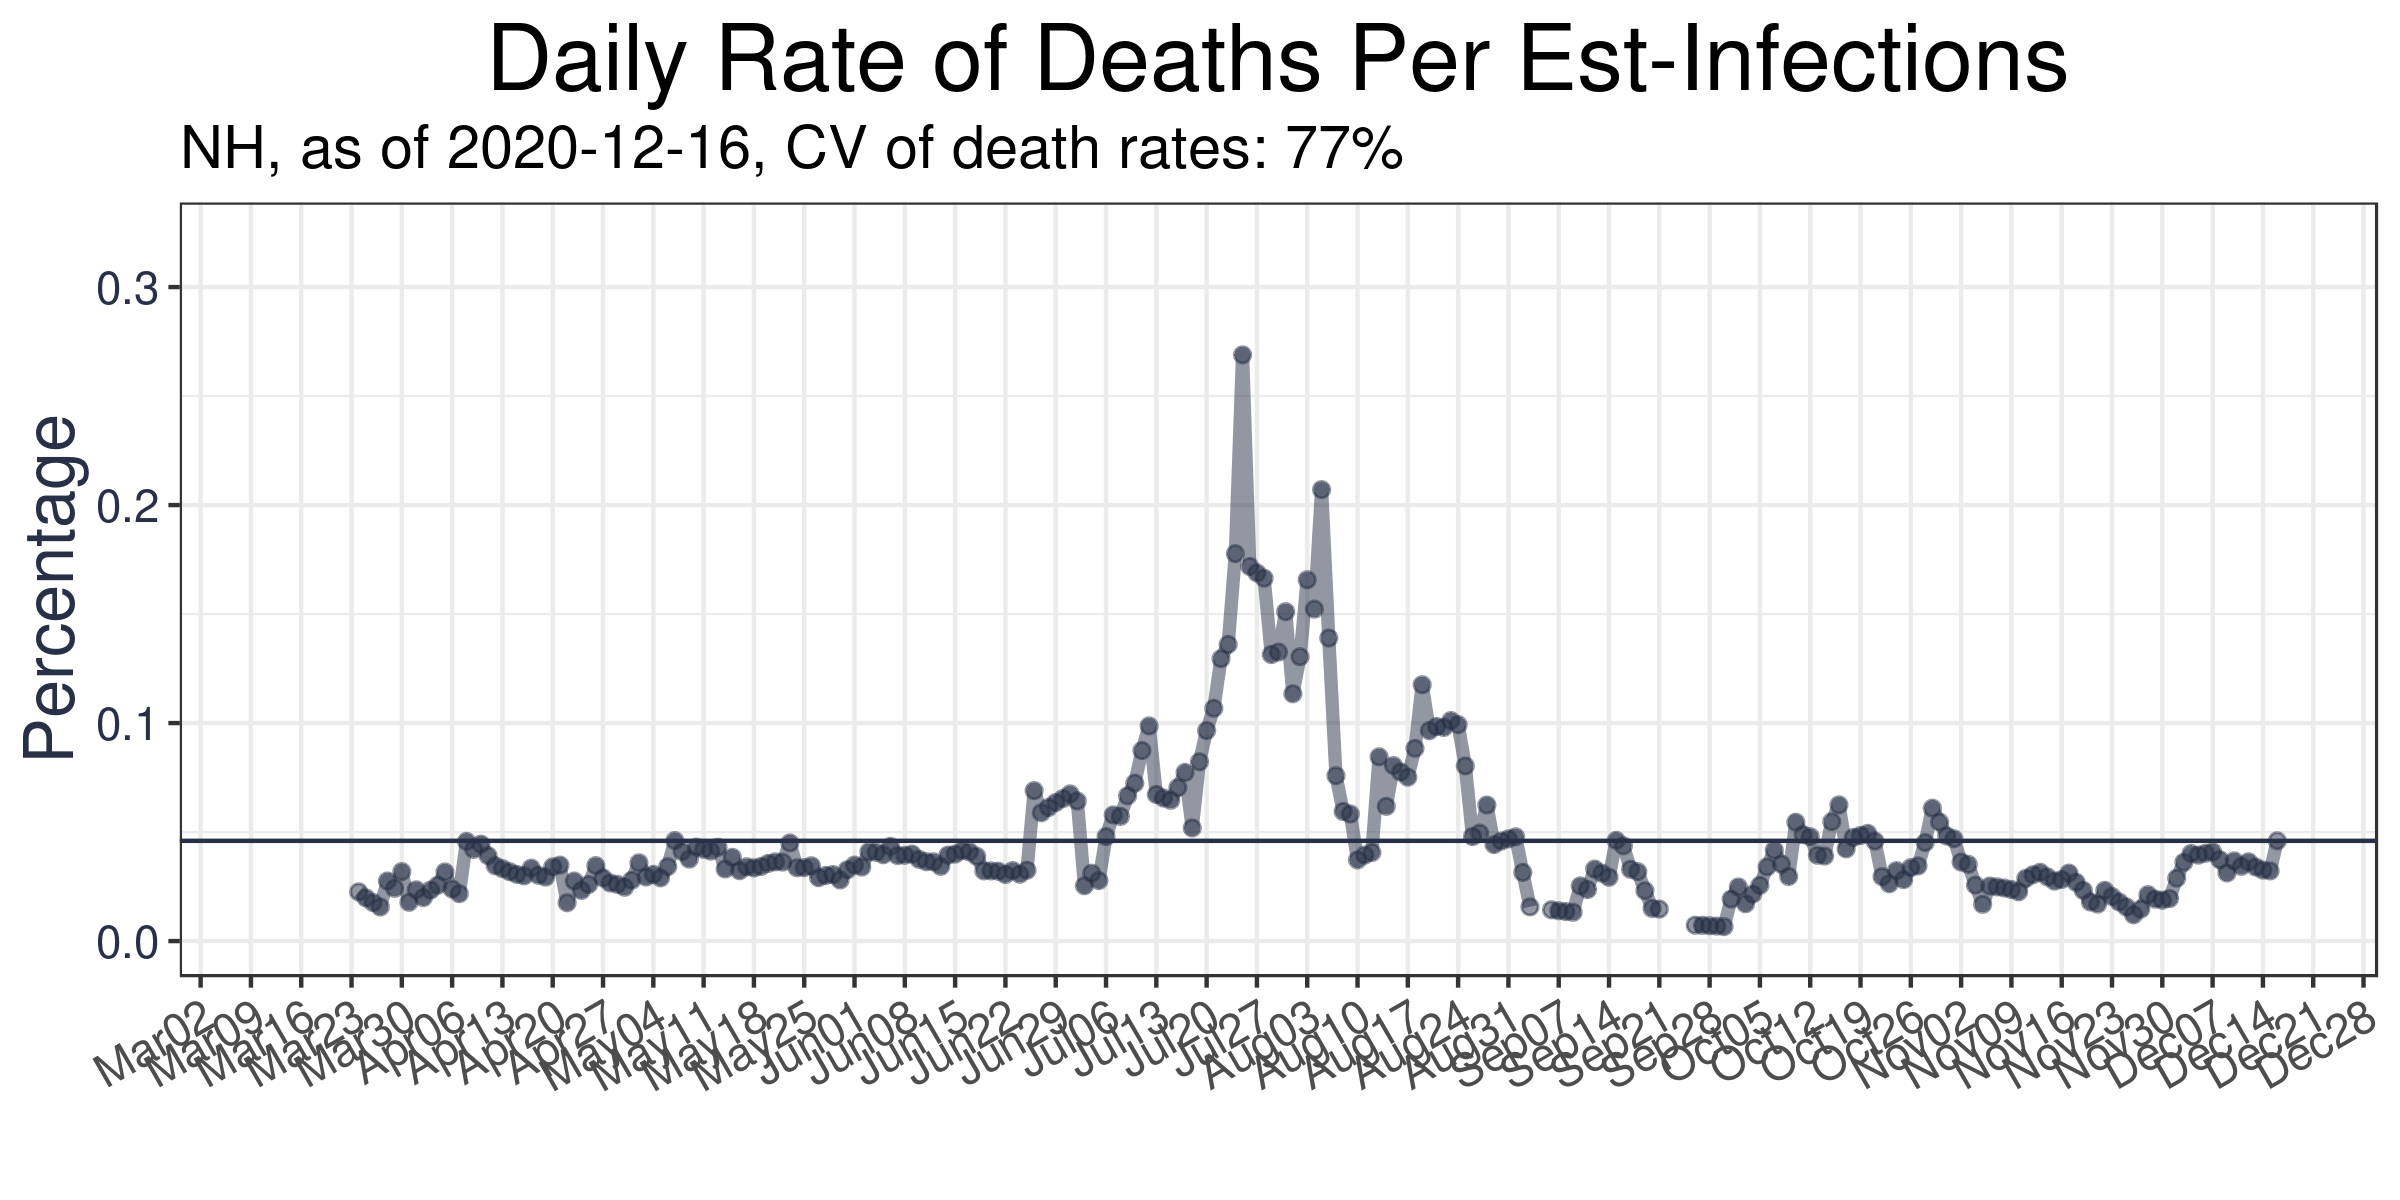 Daily Rate of Deaths Per Est-Infections
NH, as of 2020-12-16, CV of death rates: 77%
Percentage
0.3
0.2
0.1
0.0
Mar02
Mar09
Mar16
Mar23
Mar30
Apr06
Apr13
Apr20
Apr27
May04
May11
May18
May25
Jun01
Jun08
Jun15
Jun22
Jun29
Jul06
Jul13
Jul20
Jul27
Aug03
Aug10
Aug17
Aug24
Aug31
Sep07
Sep14
Sep21
Sep28
Oct05
Oct12
Oct19
Oct26
Nov02
Nov09
Nov16
Nov23
Nov30
Dec07
Dec14
Dec21
Dec28